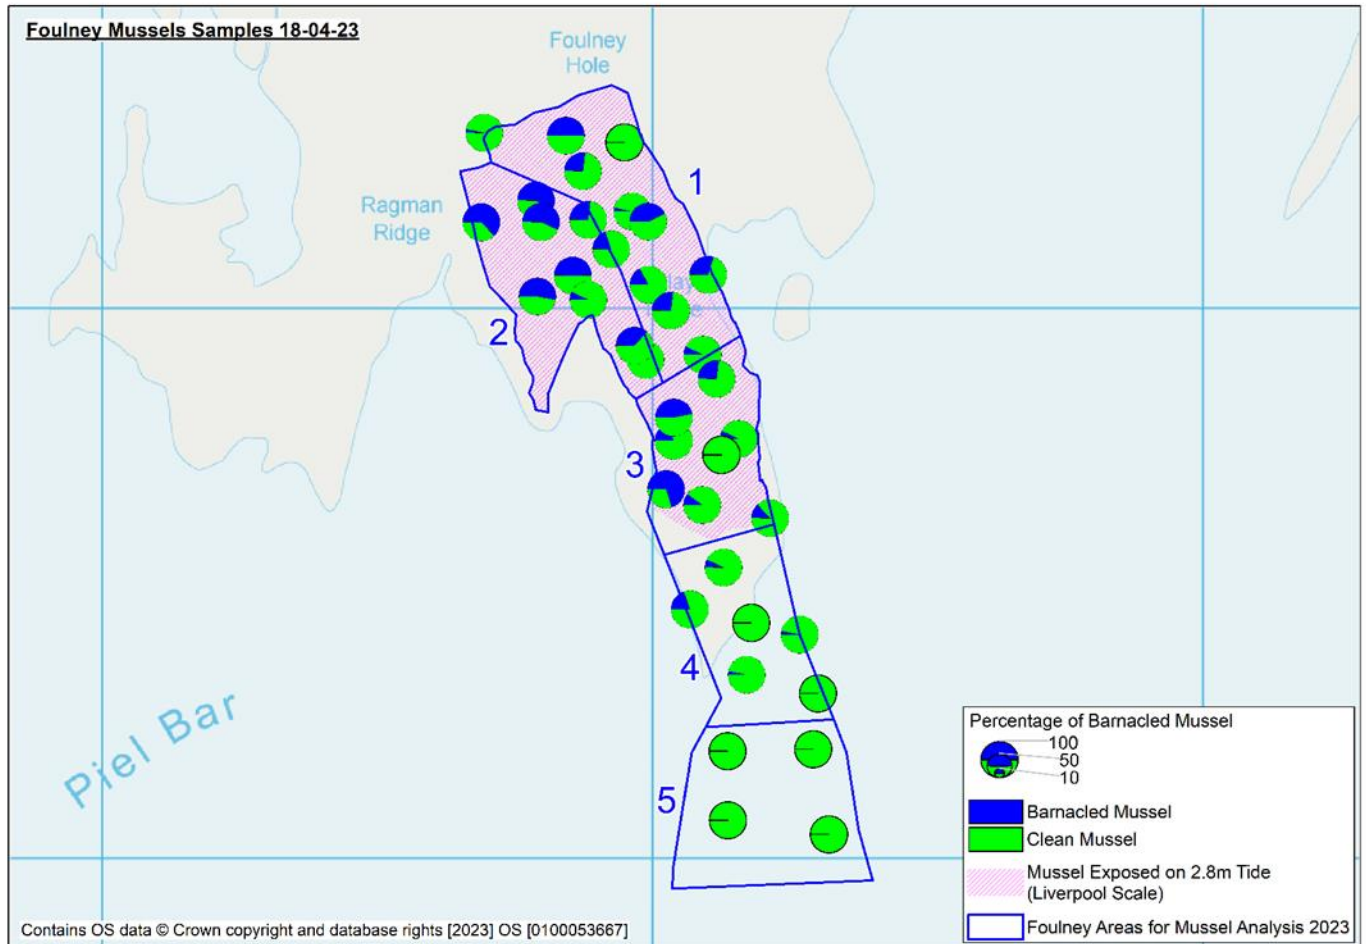 Foulney Mussels Samples 18-04-23
Foulney
Hole
1
Ragman
Ridge
2
3
4
Piel Bar
5
Percentage of Barnacled Mussel
100
50
10
Barnacled Mussel
Clean Mussel
Mussel Exposed on 2.8m Tide
(Liverpool Scale)
Foulney Areas for Mussel Analysis 2023
Contains OS data © Crown copyright and database rights [2023] OS [0100053667]